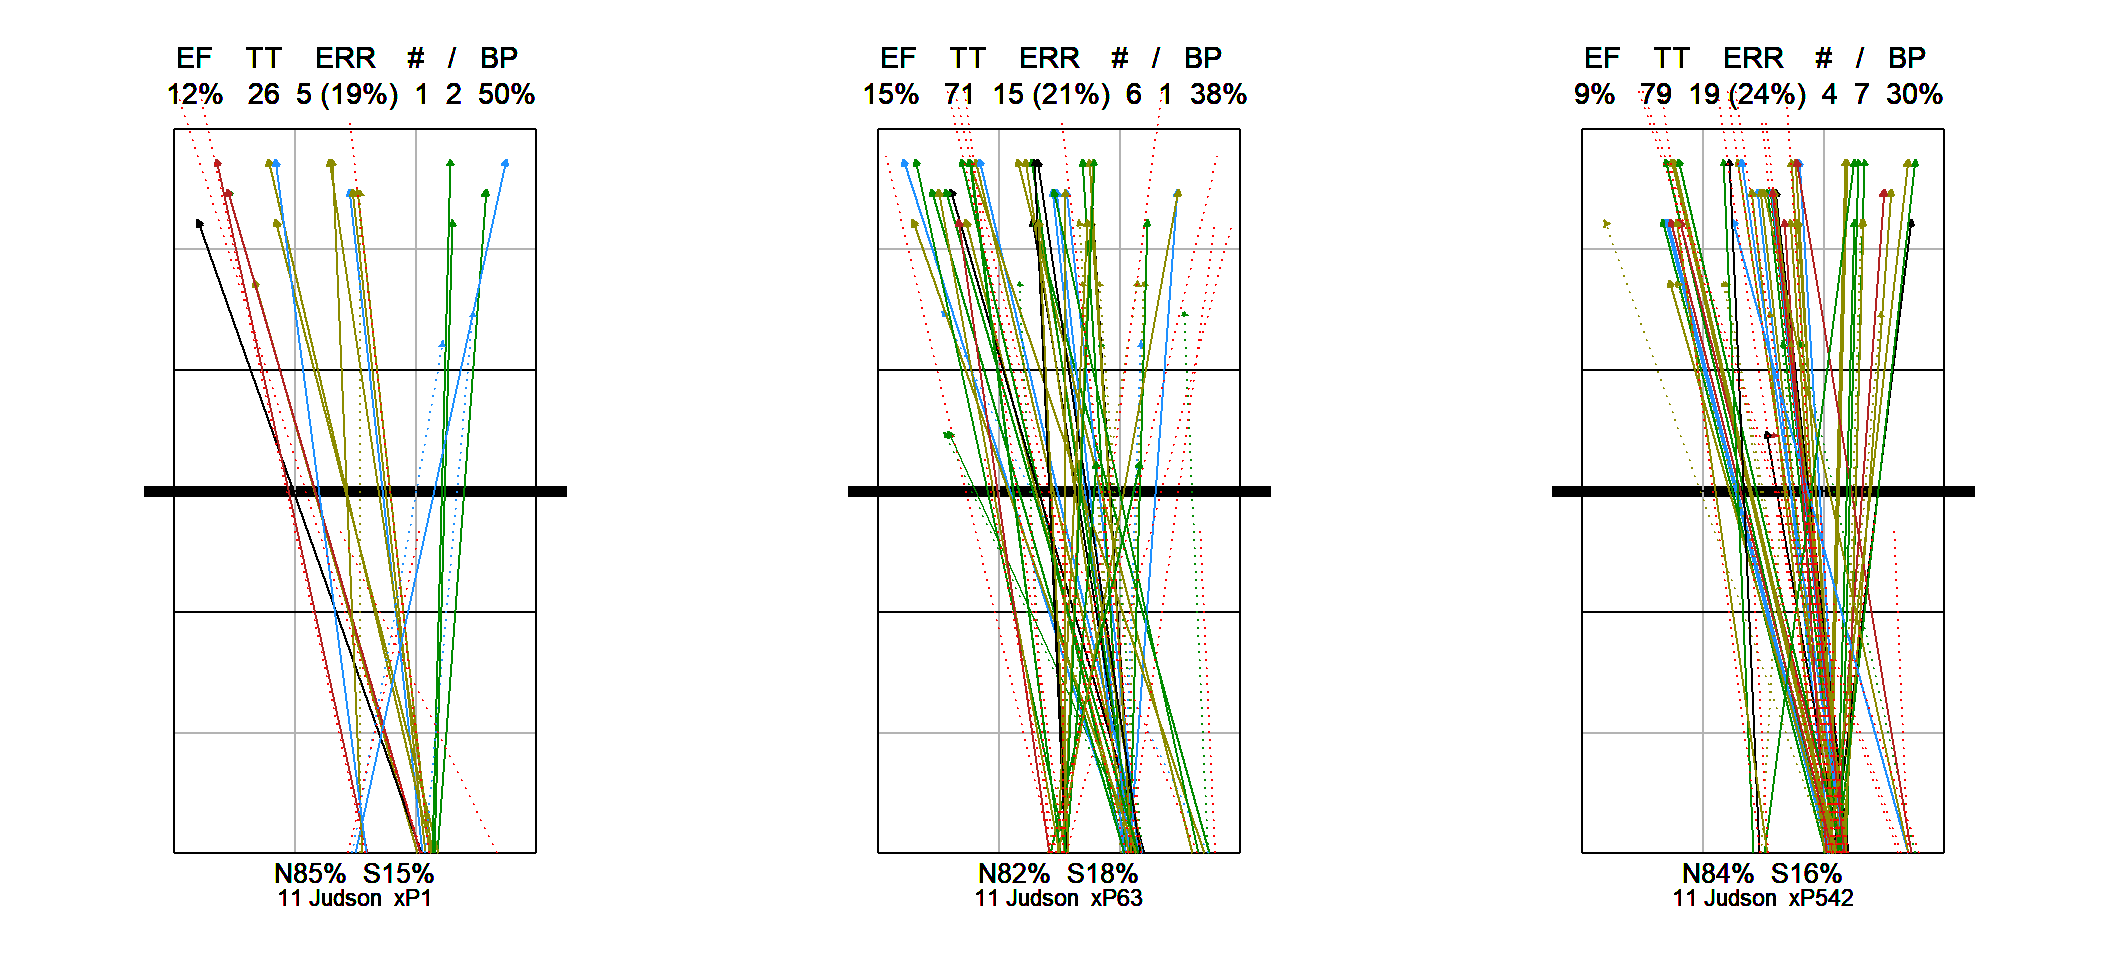 EF TT ERR # / BP
12% 26 5 (19%) 1 2 50%
N85% S15%
11 Judson xP1
EF TT ERR # / BP
15% 71 15 (21%) 6 1 38%
N82% S18%
11 Judson xP63
EF TT ERR # / BP
9% 79 19 (24%) 4 7 30%
N84% S16%
11 Judson xP542